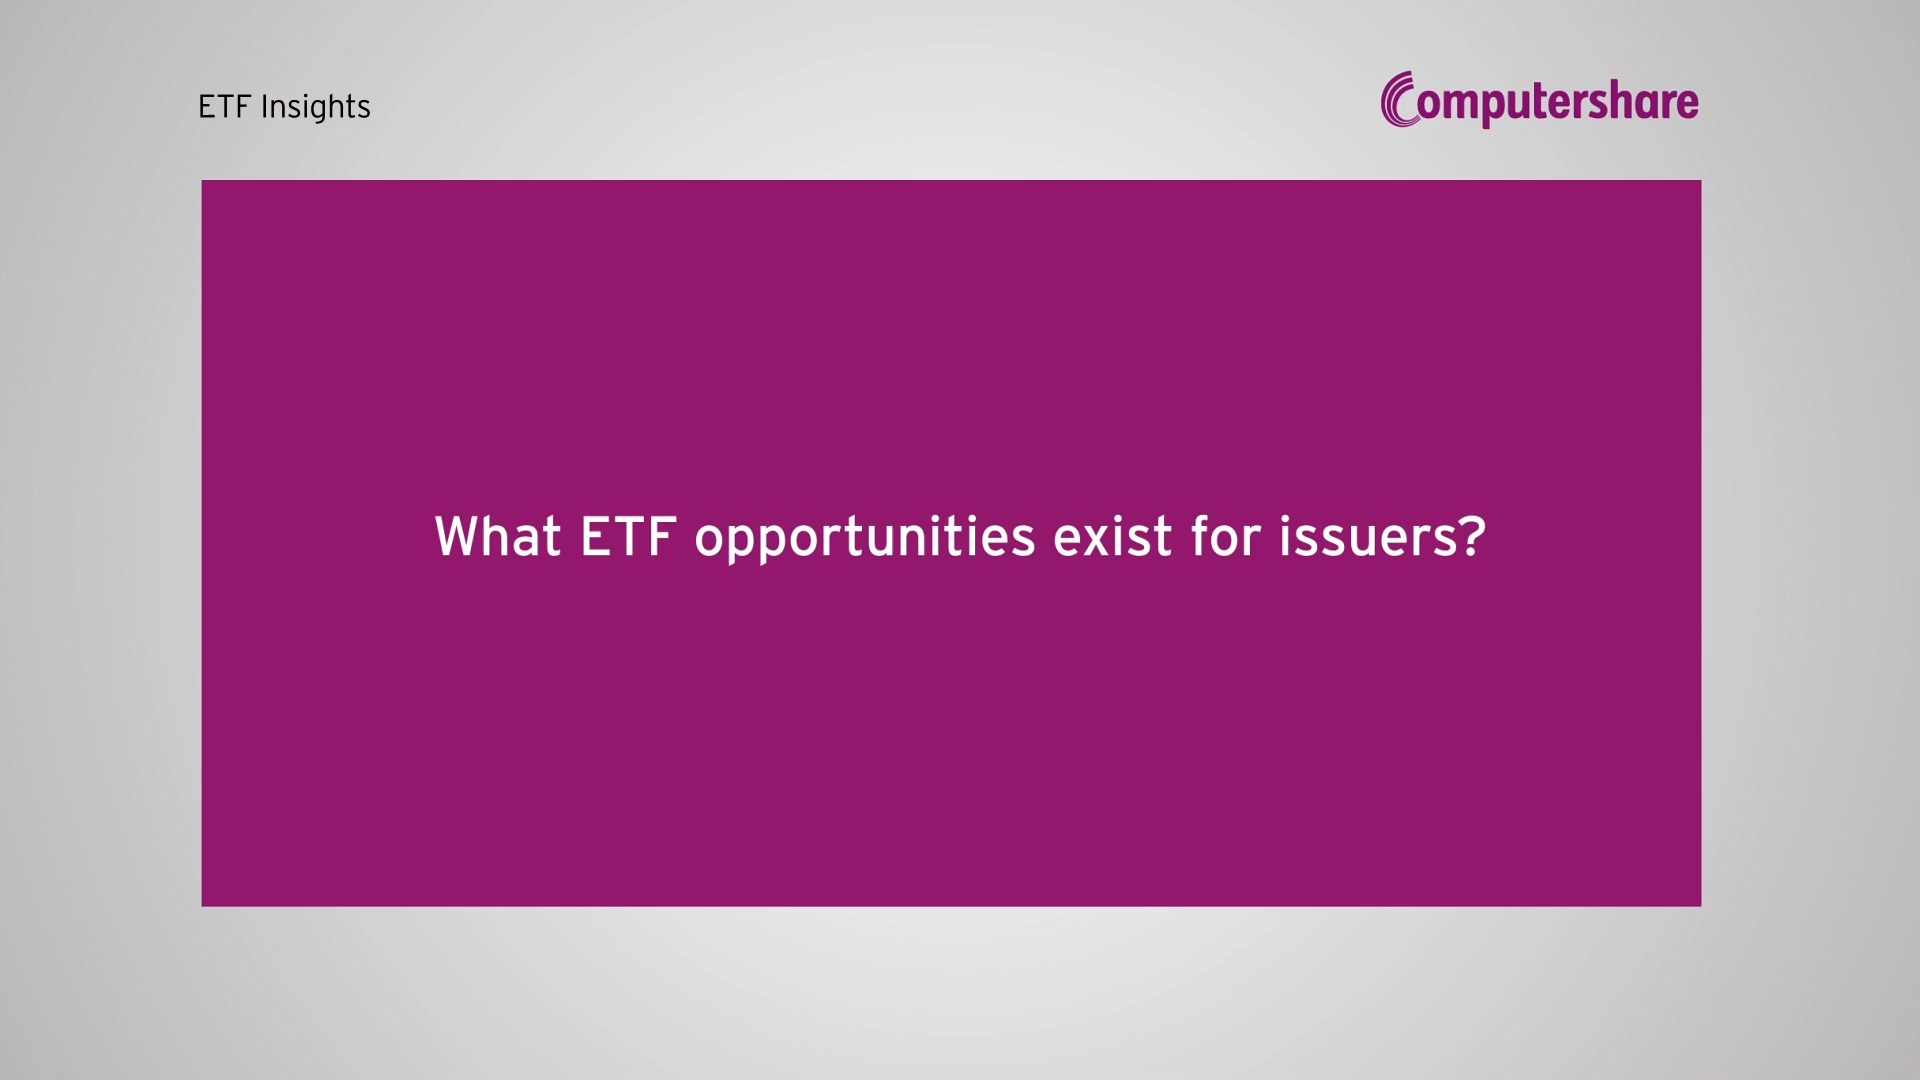 ETF Insights
Computershare
What ETF opportunities exist for issuers?